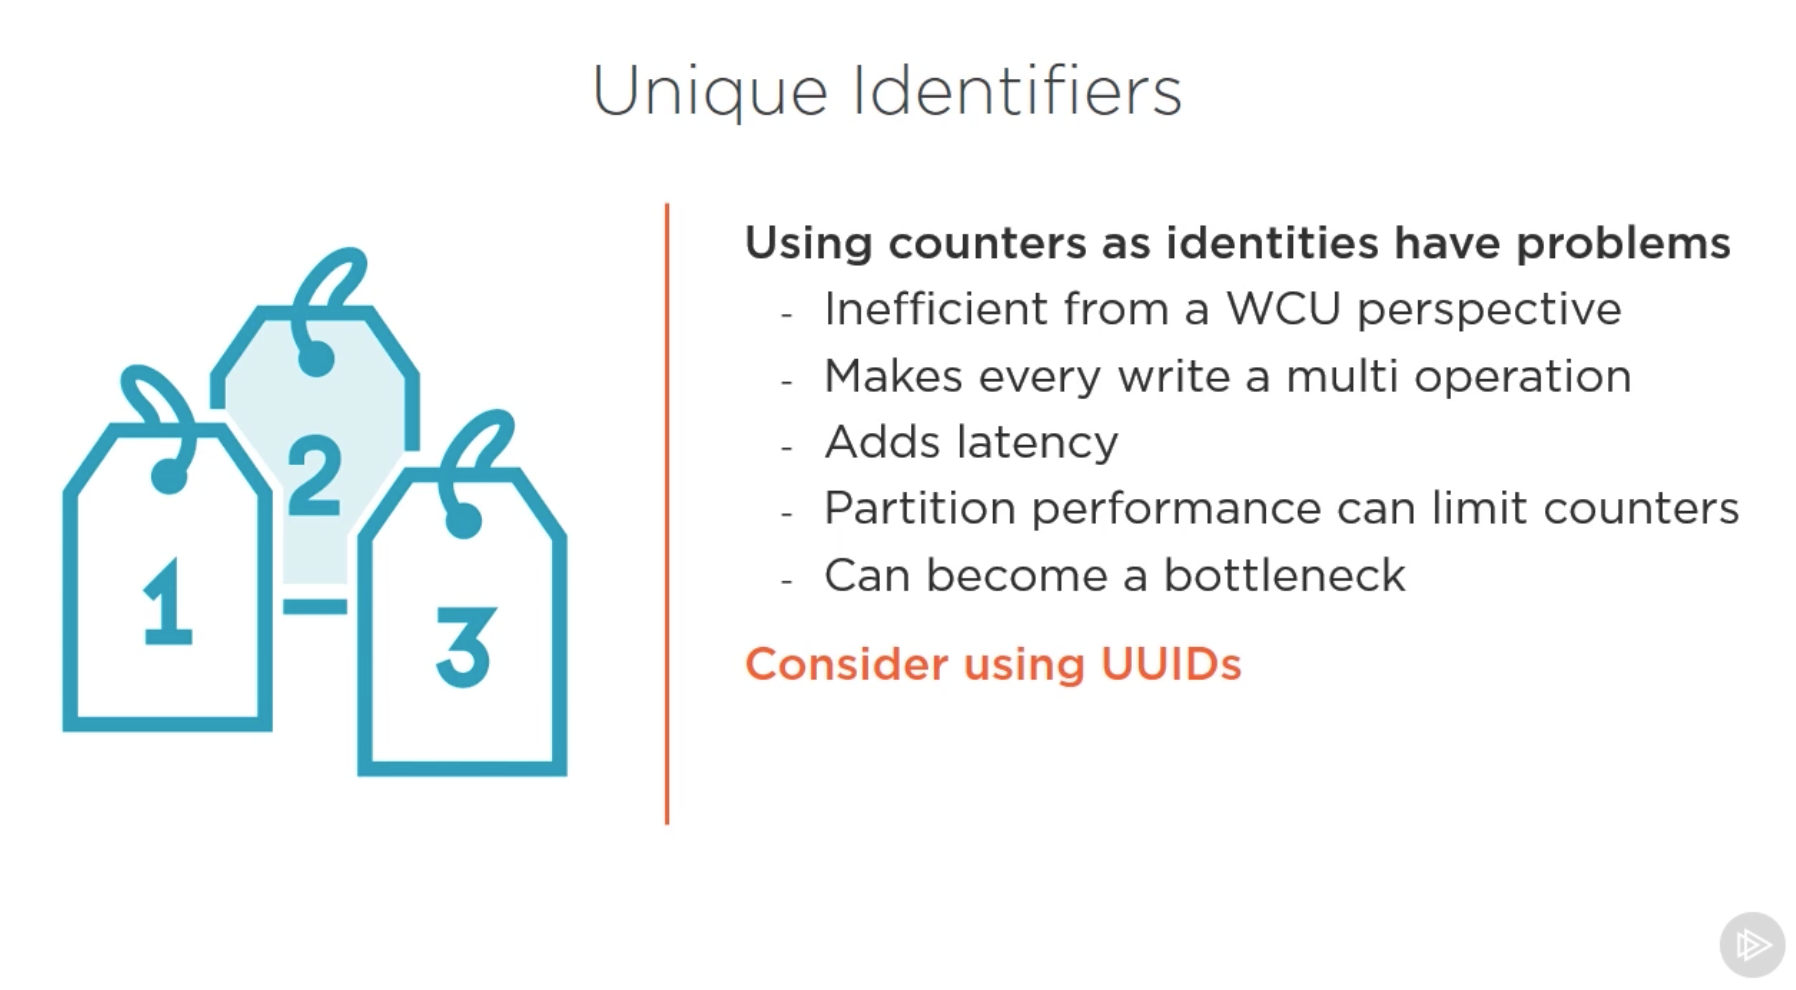 Unique Identifiers
Using counters as identities have problems
- Inefficient from a WCU perspective
- Makes every write a multi operation
- Adds latency
- Partition performance can limit counters
- Can become a bottleneck
Consider using UUIDs
1
2
3